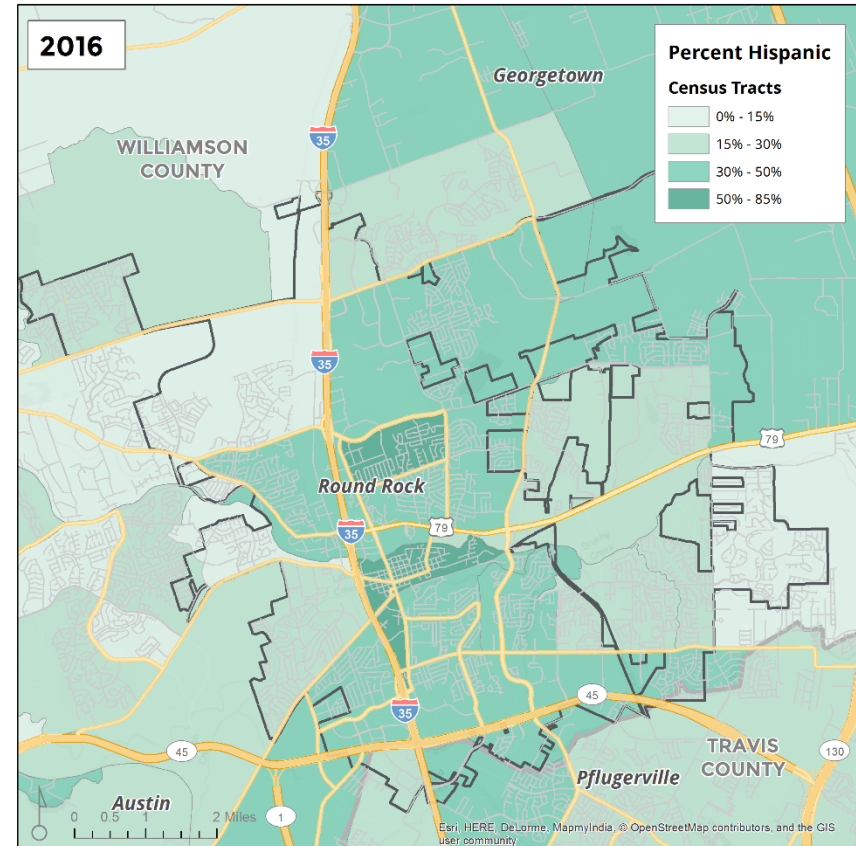 2016
Percent Hispanic
Census Tracts
0% - 15%
15% - 30%
30% - 50%
50% - 85%
Georgetown
35
WILLIAMSON
COUNTY
35
79
Round Rock
79
35
35
45
45
TRAVIS
COUNTY
130
Pflugerville
Austin
1
0 0.5 1 2 Miles
Esri, HERE, DeLorme, MapmyIndia, © OpenStreetMap contributors, and the GIS
user community